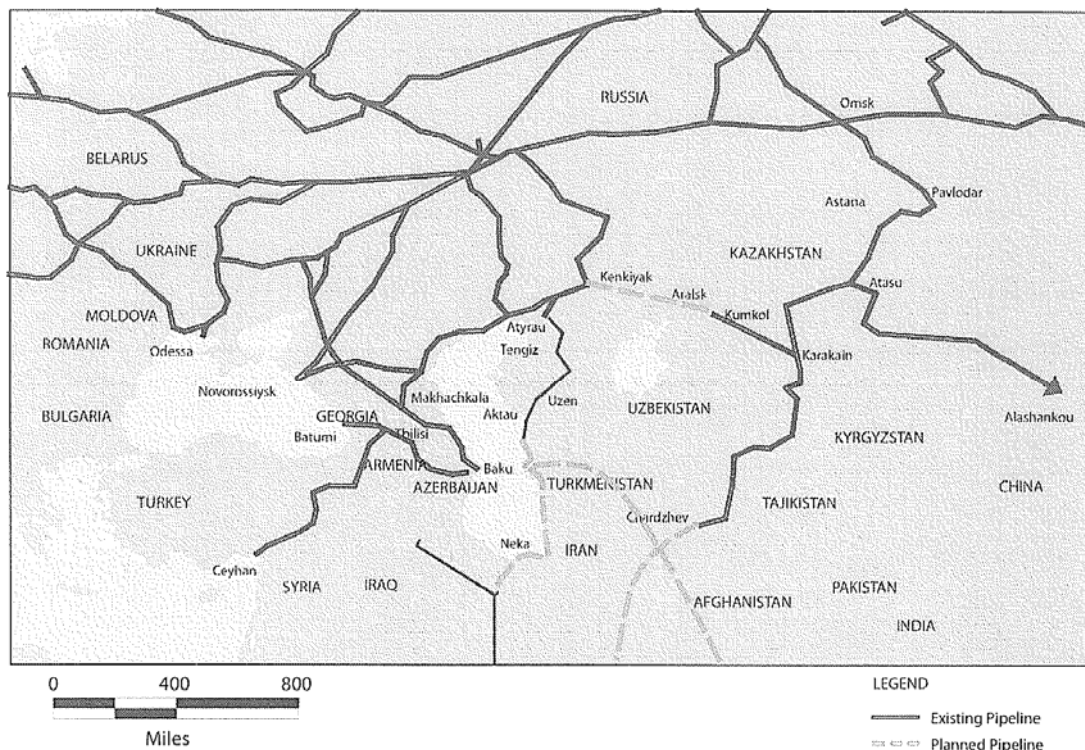 RUSSIA
Omsk
BELARUS
Pavlodar
Astana
UKRAINE
KAZAKHSTAN
Kenkiyak
Aralsk
Atasu
MOLDOVA
Kumkol
ROMANIA
Odessa
Atyrau
Tengiz
Karakain
Novorossiysk
Makhachkala
Uzen
BULGARIA
GEORGIA
Aktau
UZBEKISTAN
Alashankou
Batumi
Tbilisi
KYRGYZSTAN
ARMENIA
Baku
AZERBAIJAN
TURKMENISTAN
CHINA
TURKEY
TAJIKISTAN
Chardzhev
Neka
IRAN
Ceyhan
SYRIA
IRAQ
PAKISTAN
AFGHANISTAN
INDIA
0 400 800
Miles
LEGEND
Existing Pipeline
Planned Pipeline